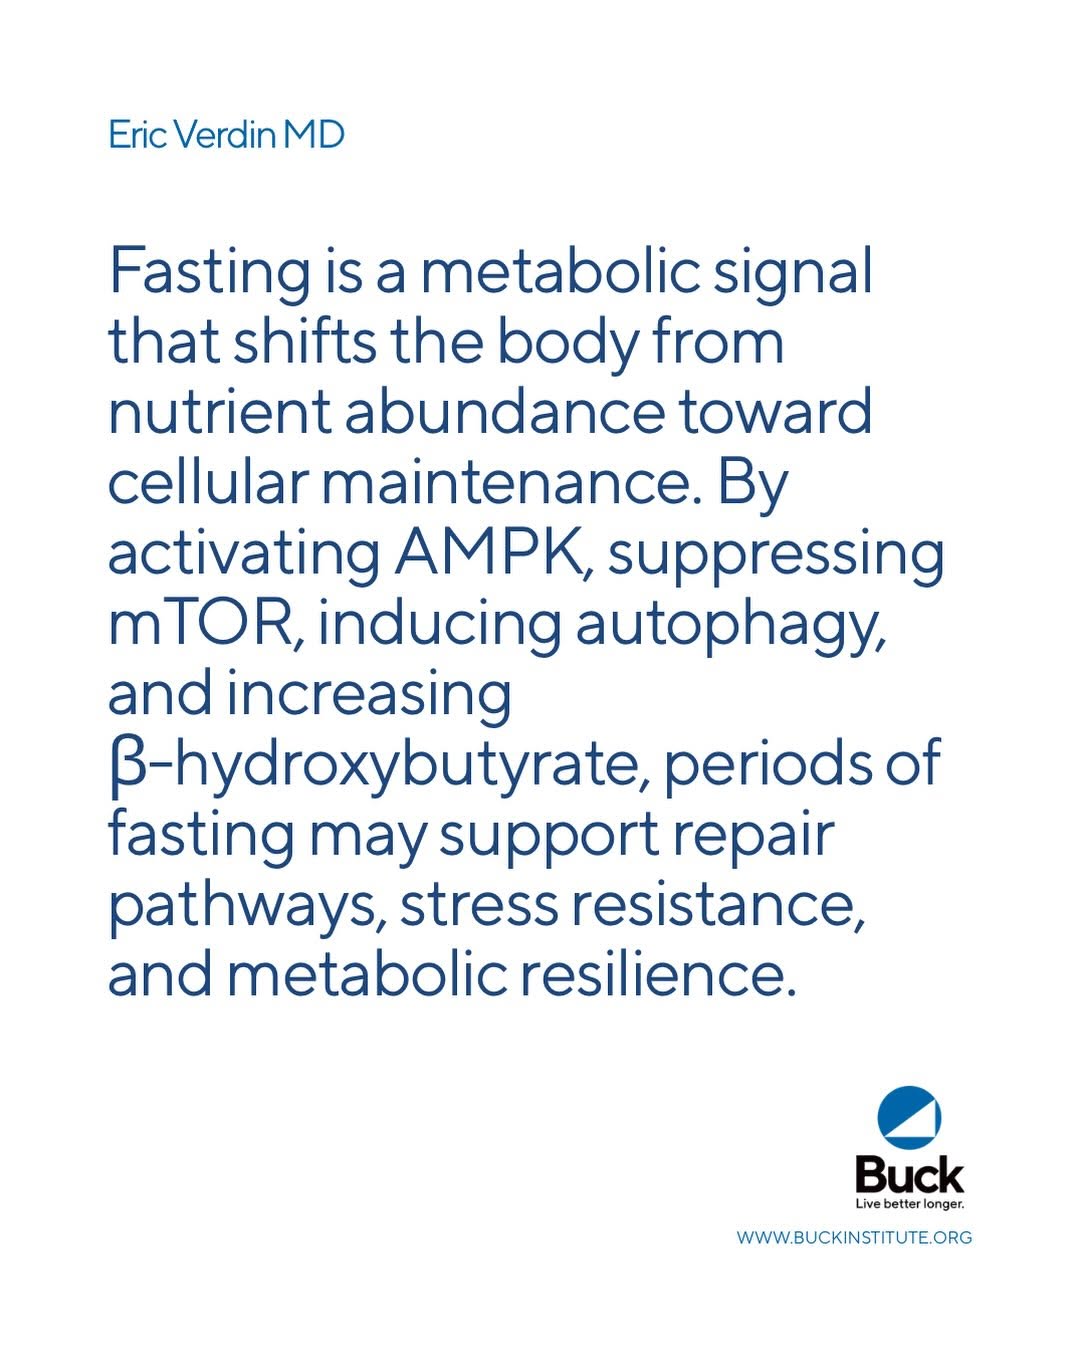 Eric Verdin MD
Fasting is a metabolic signal
that shifts the body from
nutrient abundance toward
cellular maintenance. By
activating AMPK, suppressing
mTOR, inducing autophagy,
and increasing
β-hydroxybutyrate, periods of
fasting may support repair
pathways, stress resistance,
and metabolic resilience.
Buck
Live better longer.
WWW.BUCKINSTITUTE.ORG